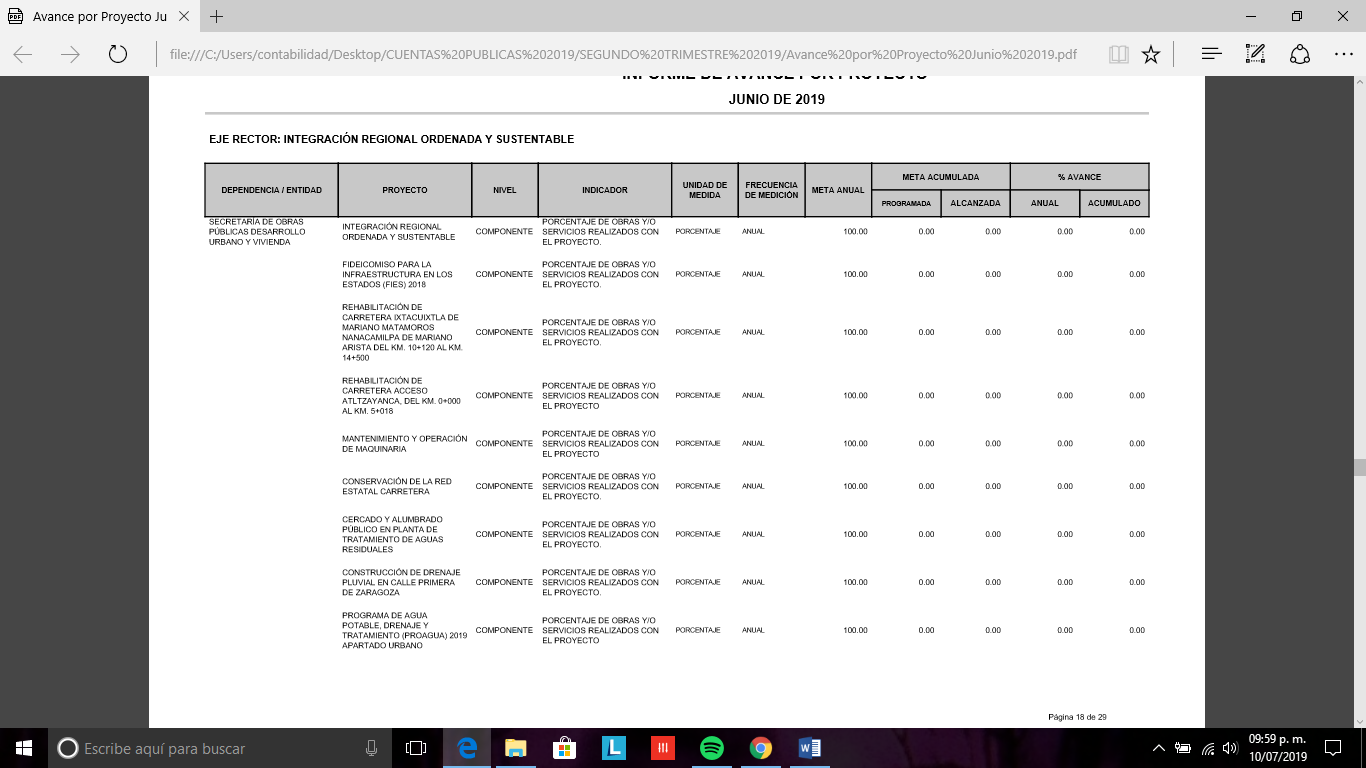 Avance por Proyecto Ju
file:///C:/Users/contabilidad/Desktop/CUENTAS%20PUBLICAS%202019/SEGUNDO%20TRIMESTRE%202019/Avance%20por%20Proyecto%20Junio%202019.pdf
INFORME DE AVANCE POR PROYECTO
JUNIO DE 2019
EJE RECTOR: INTEGRACIÓN REGIONAL ORDENADA Y SUSTENTABLE
DEPENDENCIA / ENTIDAD
PROYECTO
NIVEL
INDICADOR
UNIDAD DE
MEDIDA
FRECUENCIA
DE MEDICIÓN
META ANUAL
META ACUMULADA
% AVANCE
PROGRAMADA
ALCANZADA
ANUAL
ACUMULADO
SECRETARÍA DE OBRAS
PÚBLICAS DESARROLLO
URBANO Y VIVIENDA
INTEGRACIÓN REGIONAL
ORDENADA Y SUSTENTABLE
COMPONENTE
PORCENTAJE DE OBRAS Y/O
SERVICIOS REALIZADOS CON
EL PROYECTO.
PORCENTAJE
ANUAL
100.00
0.00
0.00
0.00
0.00
FIDEICOMISO PARA LA
INFRAESTRUCTURA EN LOS
ESTADOS (FIES) 2018
COMPONENTE
PORCENTAJE DE OBRAS Y/O
SERVICIOS REALIZADOS CON
EL PROYECTO.
PORCENTAJE
ANUAL
100.00
0.00
0.00
0.00
0.00
REHABILITACIÓN DE
CARRETERA IXTACUIXTLA DE
MARIANO MATAMOROS
NANACAMILPA DE MARIANO
ARISTA DEL KM. 10+120 AL KM.
14+500
COMPONENTE
PORCENTAJE DE OBRAS Y/O
SERVICIOS REALIZADOS CON
EL PROYECTO.
PORCENTAJE
ANUAL
100.00
0.00
0.00
0.00
0.00
REHABILITACIÓN DE
CARRETERA ACCESO
ATLTZAYANCA, DEL KM. 0+000
AL KM. 5+018
COMPONENTE
PORCENTAJE DE OBRAS Y/O
SERVICIOS REALIZADOS CON
EL PROYECTO
PORCENTAJE
ANUAL
100.00
0.00
0.00
0.00
0.00
MANTENIMIENTO Y OPERACIÓN
DE MAQUINARIA
COMPONENTE
PORCENTAJE DE OBRAS Y/O
SERVICIOS REALIZADOS CON
EL PROYECTO
PORCENTAJE
ANUAL
100.00
0.00
0.00
0.00
0.00
CONSERVACIÓN DE LA RED
ESTATAL CARRETERA
COMPONENTE
PORCENTAJE DE OBRAS Y/O
SERVICIOS REALIZADOS CON
EL PROYECTO.
PORCENTAJE
ANUAL
100.00
0.00
0.00
0.00
0.00
CERCADO Y ALUMBRADO
PÚBLICO EN PLANTA DE
TRATAMIENTO DE AGUAS
RESIDUALES
COMPONENTE
PORCENTAJE DE OBRAS Y/O
SERVICIOS REALIZADOS CON
EL PROYECTO.
PORCENTAJE
ANUAL
100.00
0.00
0.00
0.00
0.00
CONSTRUCCIÓN DE DRENAJE
PLUVIAL EN CALLE PRIMERA
DE ZARAGOZA
COMPONENTE
PORCENTAJE DE OBRAS Y/O
SERVICIOS REALIZADOS CON
EL PROYECTO.
PORCENTAJE
ANUAL
100.00
0.00
0.00
0.00
0.00
PROGRAMA DE AGUA
POTABLE, DRENAJE Y
TRATAMIENTO (PROAGUA) 2019
APARTADO URBANO
COMPONENTE
PORCENTAJE DE OBRAS Y/O
SERVICIOS REALIZADOS CON
EL PROYECTO
PORCENTAJE
ANUAL
100.00
0.00
0.00
0.00
0.00
Página 18 de 29
Escribe aquí para buscar
09:59 p. m.
10/07/2019